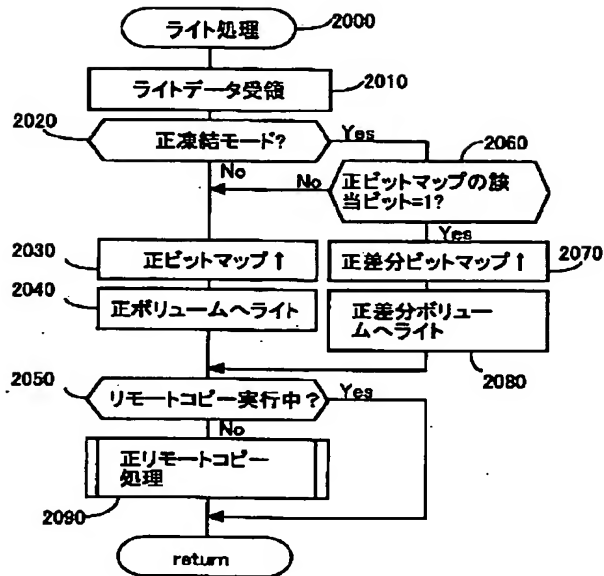 ライト処理
2000
ライトデータ受領
2010
2020
正凍結モード?
Yes
2060
No
No
正ビットマップの該
当ビット=1?
Yes
2030
正ビットマップ↑
正差分ビットマップ↑
2070
2040
正ボリュームへライト
正差分ボリュー
ムへライト
2080
2050
リモートコピー実行中?
Yes
No
正リモートコピー
処理
2090
return